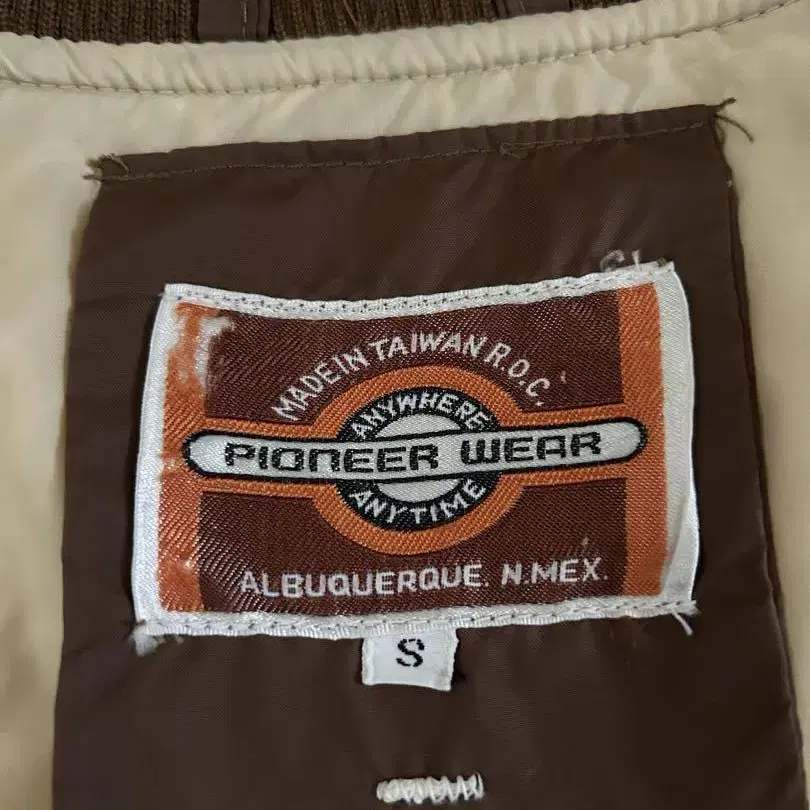 MADE IN TAIWAN R.O.C.
ANYWHERE
PIONEER WEAR
ANYTIME
ALBUQUERQUE. N.MEX.
S